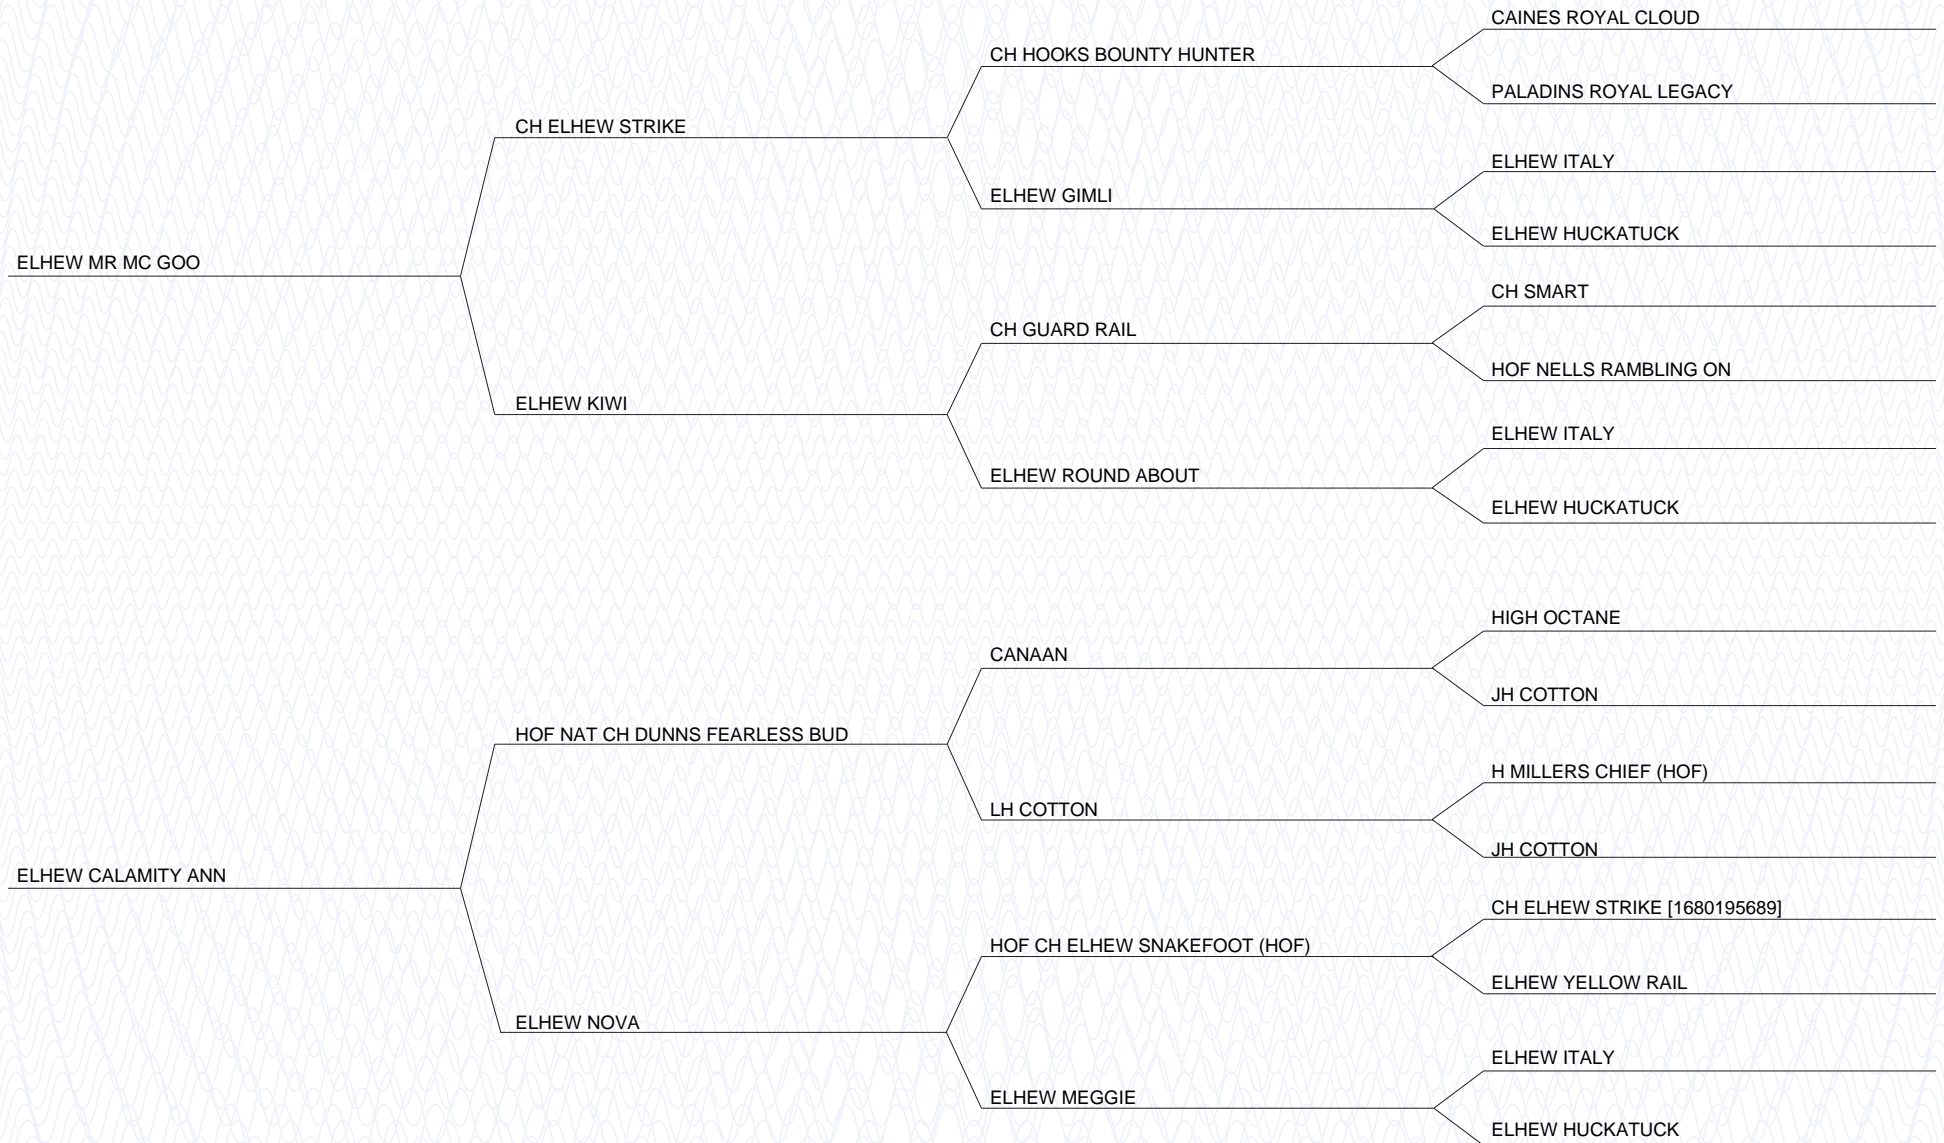 CAINES ROYAL CLOUD
CH HOOKS BOUNTY HUNTER
PALADINS ROYAL LEGACY
CH ELHEW STRIKE
ELHEW ITALY
ELHEW GIMLI
ELHEW HUCKATUCK
ELHEW MR MC GOO
CH SMART
CH GUARD RAIL
HOF NELLS RAMBLING ON
ELHEW KIWI
ELHEW ITALY
ELHEW ROUND ABOUT
ELHEW HUCKATUCK
HIGH OCTANE
CANAAN
JH COTTON
HOF NAT CH DUNNS FEARLESS BUD
H MILLERS CHIEF (HOF)
LH COTTON
JH COTTON
ELHEW CALAMITY ANN
CH ELHEW STRIKE [1680195689]
HOF CH ELHEW SNAKEFOOT (HOF)
ELHEW YELLOW RAIL
ELHEW NOVA
ELHEW ITALY
ELHEW MEGGIE
ELHEW HUCKATUCK